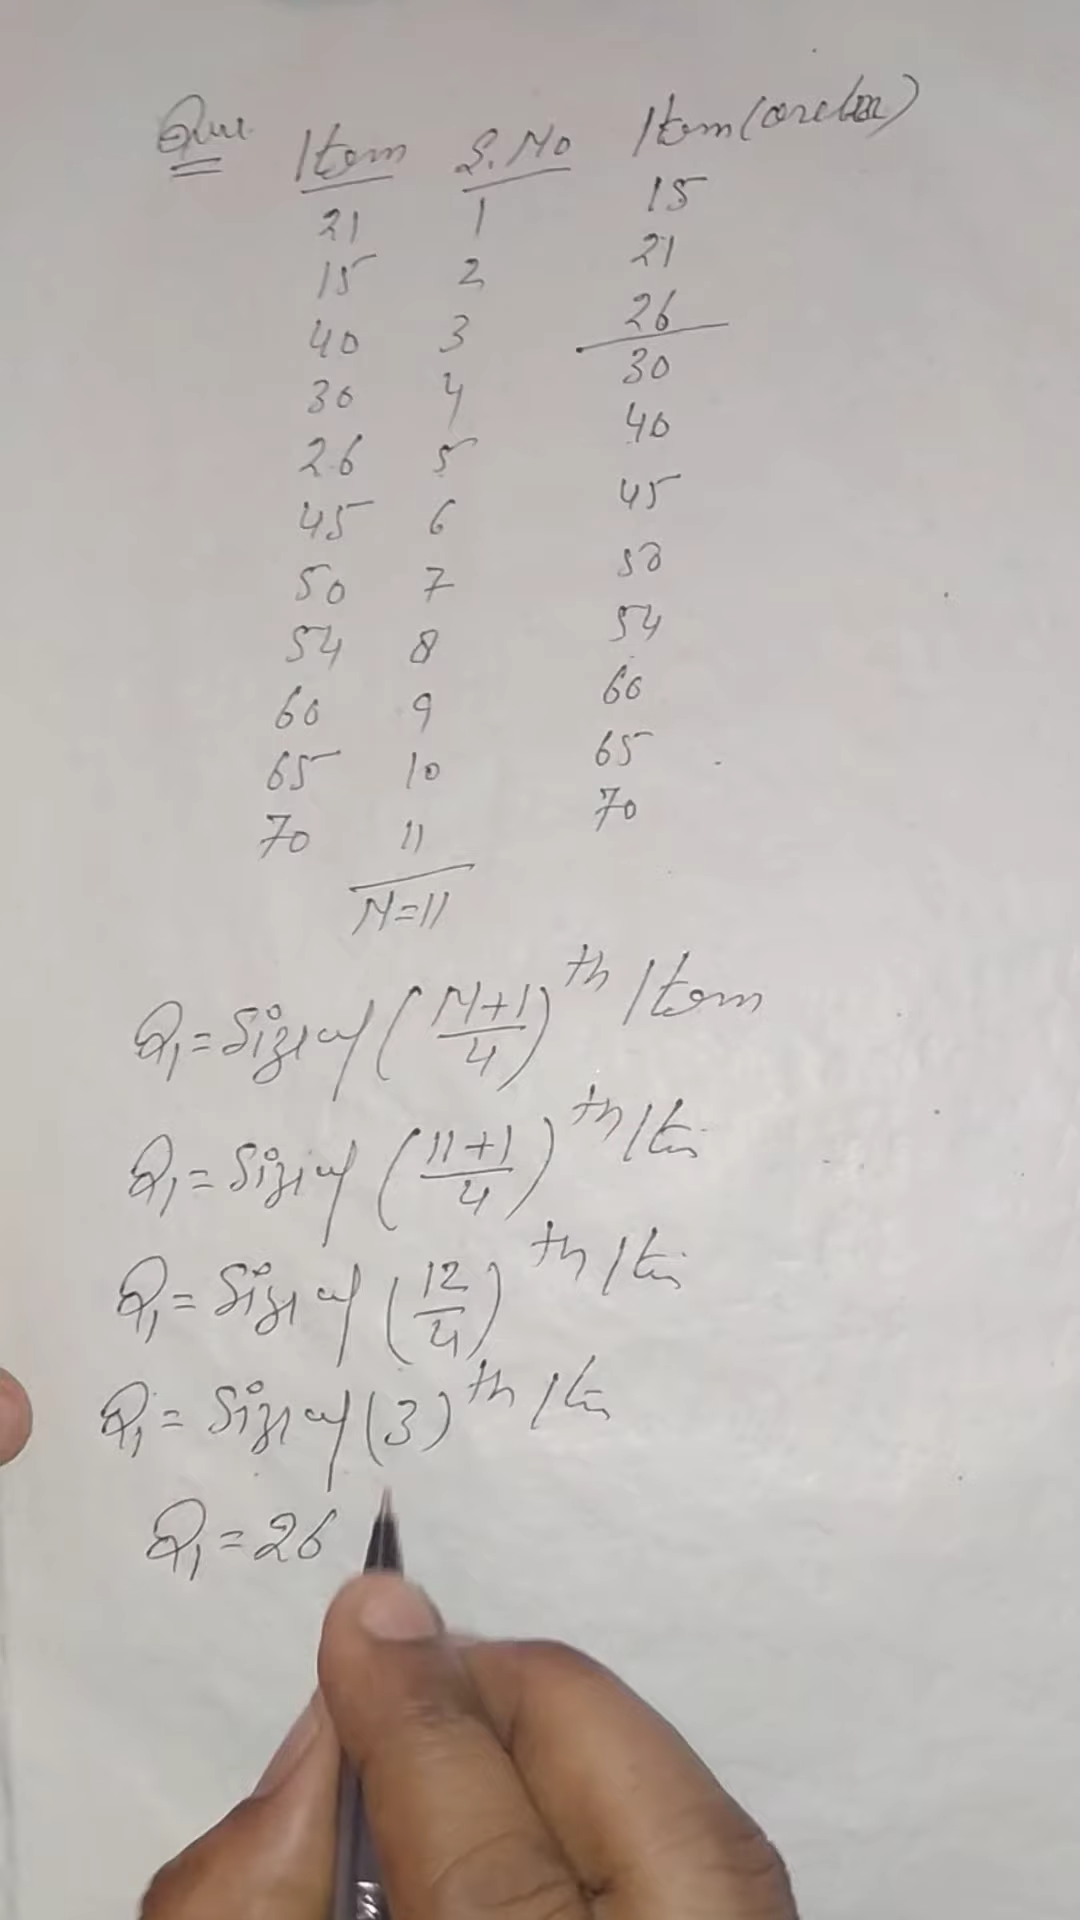 Que Item S.No Item (order)
21 1 15
15 2 21
40 3 26
30 4 30
26 5 40
45 6 45
50 7 50
54 8 54
60 9 60
65 10 65
70 11 70
N=11
Q₁ = Size of (N+1/4)th Item
Q₁ = Size of (11+1/4)th Item
Q₁ = Size of (12/4)th Item
Q₁ = Size of (3)th Item
Q₁ = 26